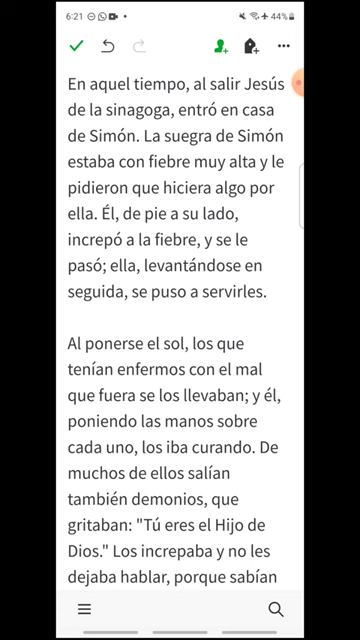 6:21
44%
En aquel tiempo, al salir Jesús
de la sinagoga, entró en casa
de Simón. La suegra de Simón
estaba con fiebre muy alta y le
pidieron que hiciera algo por
ella. Él, de pie a su lado,
increpó a la fiebre, y se le
pasó; ella, levantándose en
seguida, se puso a servirles.
Al ponerse el sol, los que
tenían enfermos con el mal
que fuera se los llevaban; y él,
poniendo las manos sobre
cada uno, los iba curando. De
muchos de ellos salían
también demonios, que
gritaban: "Tú eres el Hijo de
Dios." Los increpaba y no les
dejaba hablar, porque sabían